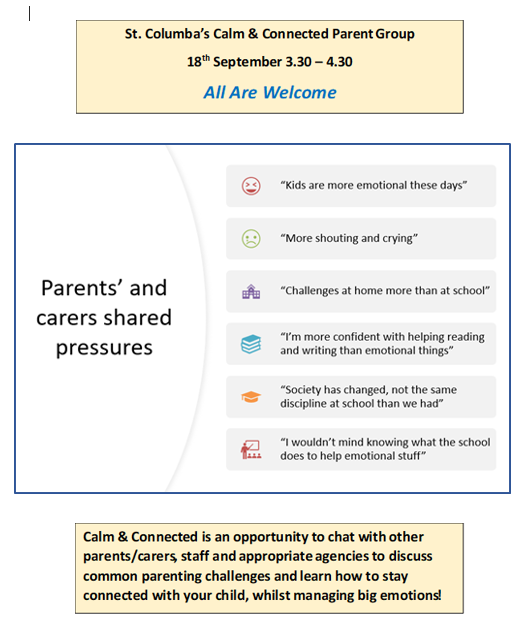 St. Columba's Calm & Connected Parent Group
18th September 3.30 – 4.30
All Are Welcome
Parents' and
carers shared
pressures
"Kids are more emotional these days"
"More shouting and crying"
"Challenges at home more than at school"
"I'm more confident with helping reading
and writing than emotional things"
"Society has changed, not the same
discipline at school than we had"
"I wouldn't mind knowing what the school
does to help emotional stuff"
Calm & Connected is an opportunity to chat with other
parents/carers, staff and appropriate agencies to discuss
common parenting challenges and learn how to stay
connected with your child, whilst managing big emotions!